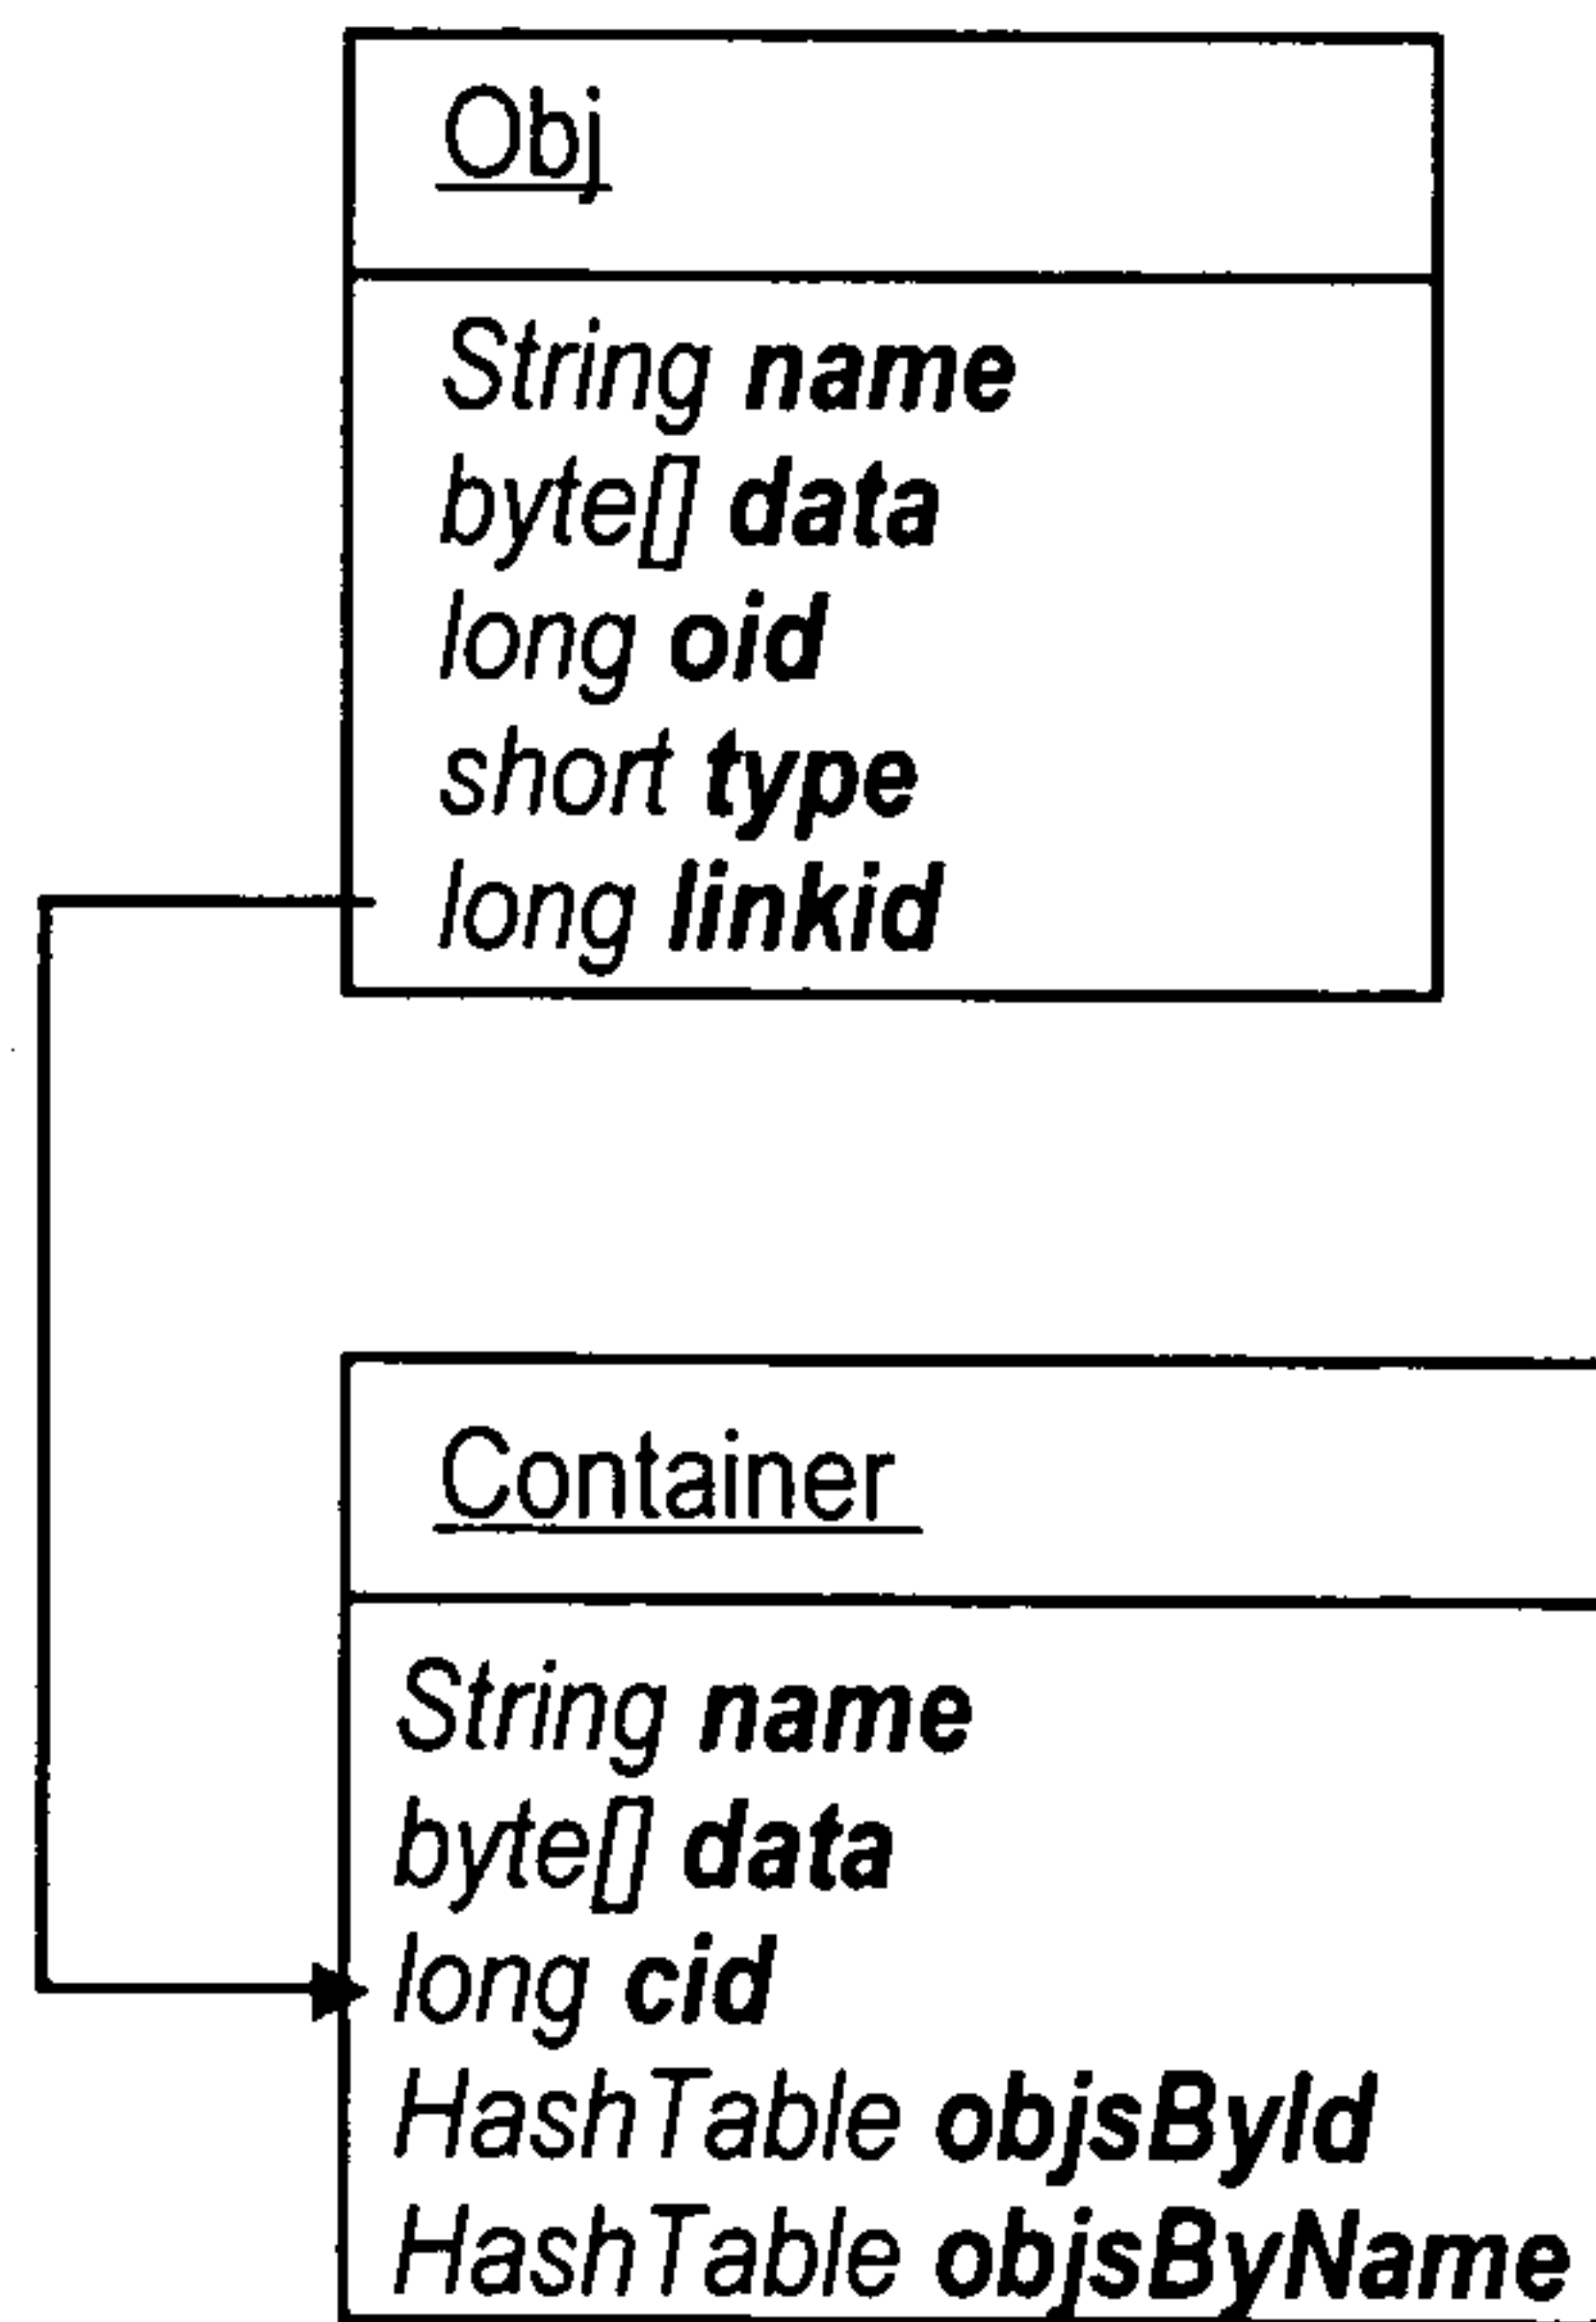 Obj
String name
byte[] data
long oid
short type
long linkid
Container
String name
byte[] data
long cid
HashTable objsById
HashTable objsByName